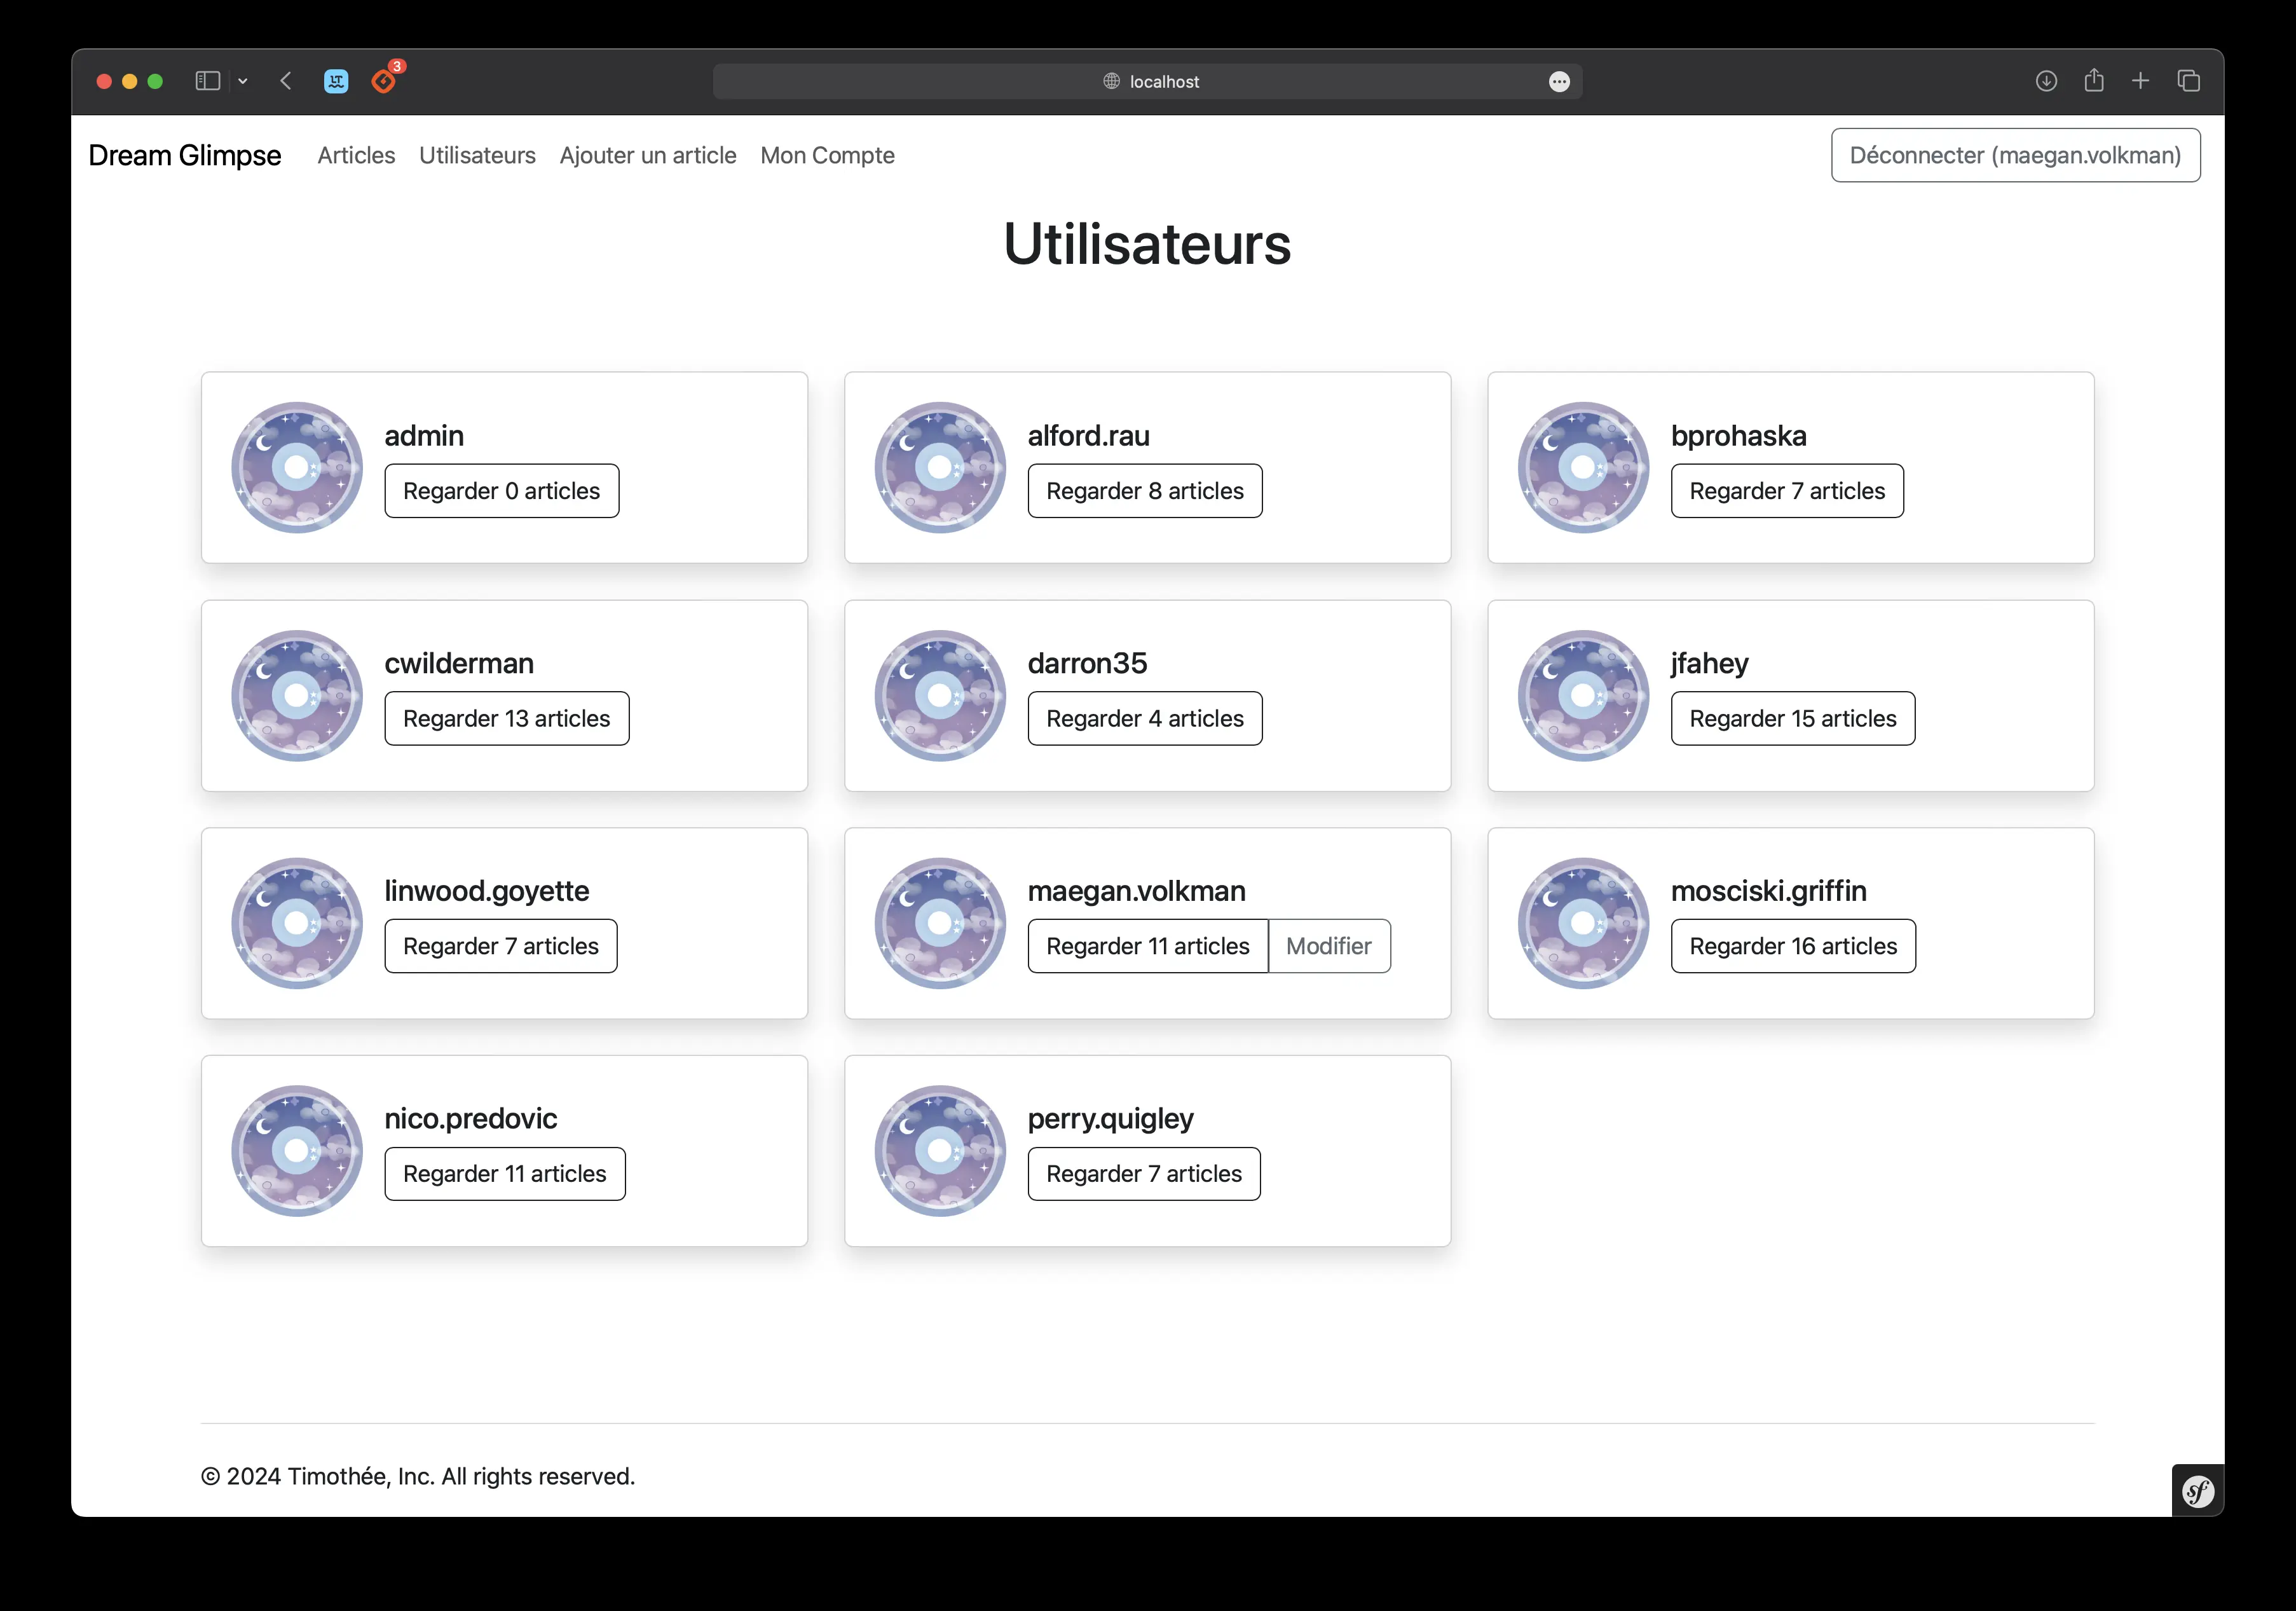 3
localhost
Dream Glimpse Articles Utilisateurs Ajouter un article Mon Compte Déconnecter (maegan.volkman)
Utilisateurs
admin
Regarder 0 articles
alford.rau
Regarder 8 articles
bprohaska
Regarder 7 articles
cwilderman
Regarder 13 articles
darron35
Regarder 4 articles
jfahey
Regarder 15 articles
linwood.goyette
Regarder 7 articles
maegan.volkman
Regarder 11 articles Modifier
mosciski.griffin
Regarder 16 articles
nico.predovic
Regarder 11 articles
perry.quigley
Regarder 7 articles
© 2024 Timothée, Inc. All rights reserved.
sf